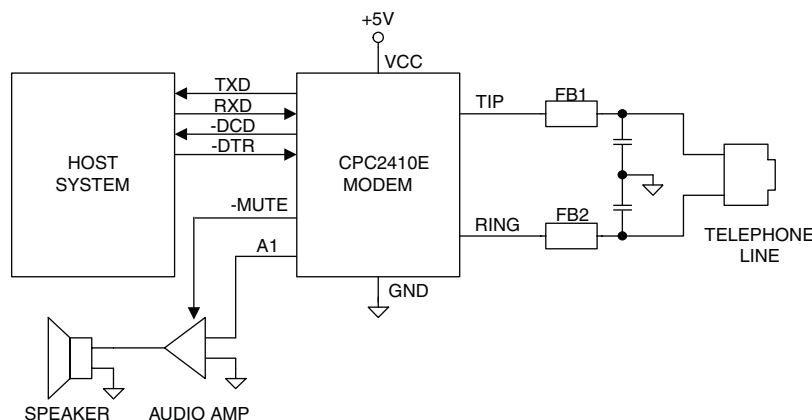 +5V
VCC
TXD
RXD
-DCD
-DTR
HOST
SYSTEM
CPC2410E
MODEM
TIP
FB1
-MUTE
A1
RING
FB2
GND
TELEPHONE
LINE
SPEAKER
AUDIO AMP